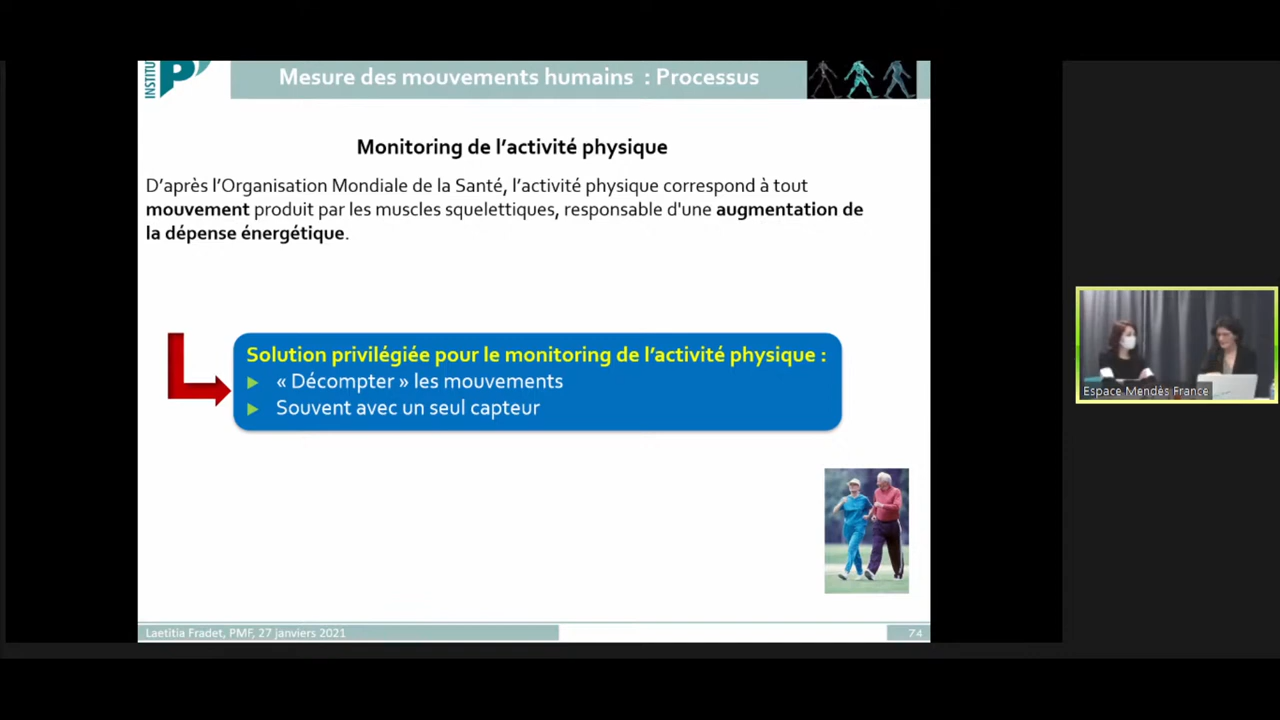 INSTITU
P'
Mesure des mouvements humains : Processus
Monitoring de l’activité physique
D’après l’Organisation Mondiale de la Santé, l’activité physique correspond à tout
mouvement produit par les muscles squelettiques, responsable d'une augmentation de
la dépense énergétique.
Solution privilégiée pour le monitoring de l’activité physique :
« Décompter » les mouvements
Souvent avec un seul capteur
Espace Mendès France
Laetitia Fradet, PMF, 27 janviers 2021
74